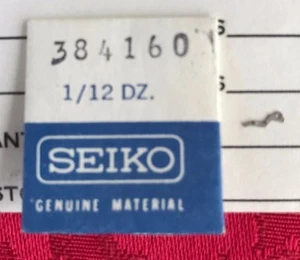 384160
1/12 DZ.
SEIKO
GENUINE MATERIAL